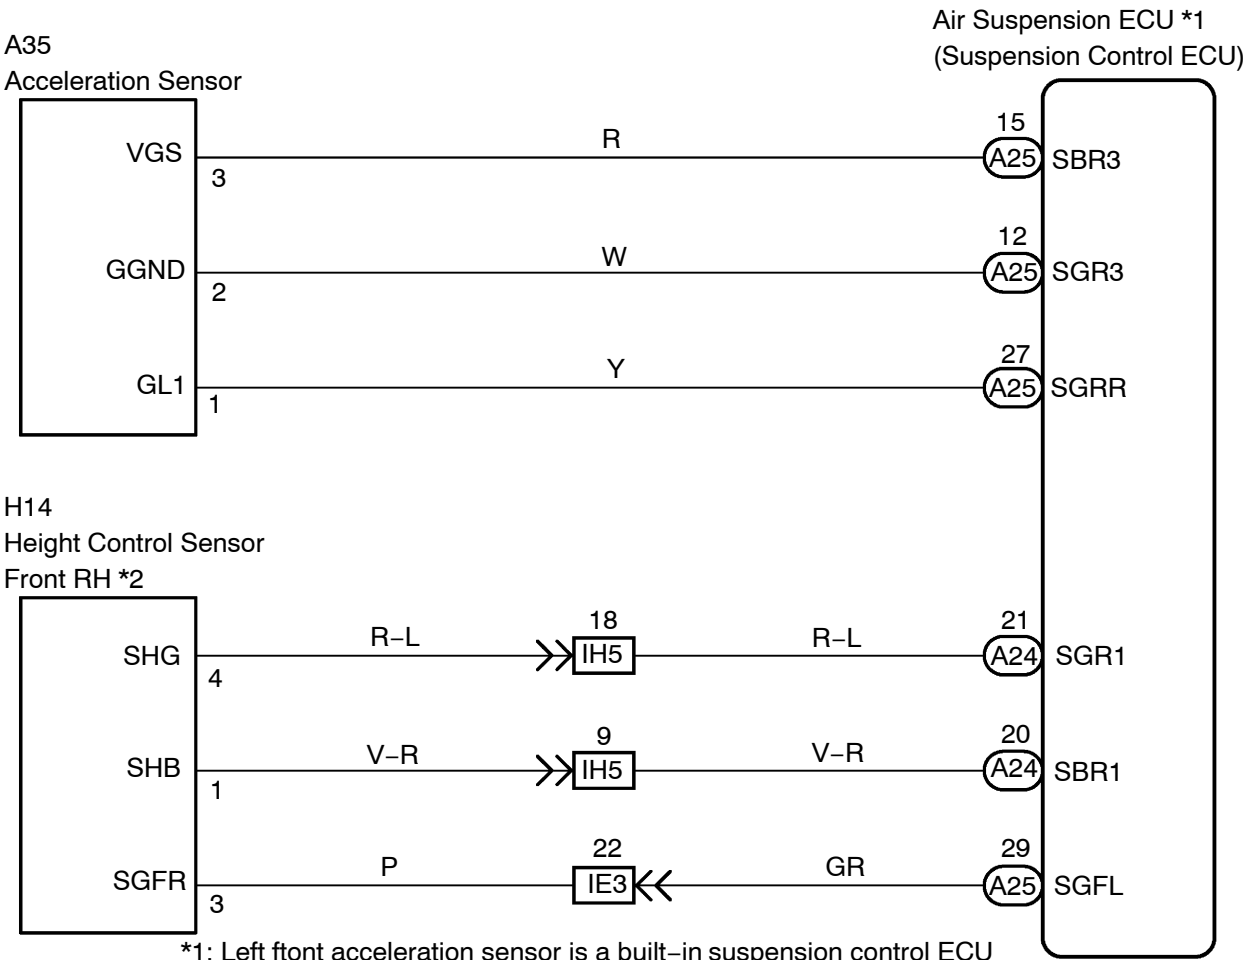 Air Suspension ECU *1
(Suspension Control ECU)
A35
Acceleration Sensor
VGS
3
R
15
A25
SBR3
GGND
2
W
12
A25
SGR3
GL1
1
Y
27
A25
SGRR
H14
Height Control Sensor
Front RH *2
SHG
4
R–L
18
IH5
R–L
21
A24
SGR1
SHB
1
V–R
9
IH5
V–R
20
A24
SBR1
SGFR
3
P
22
IE3
GR
29
A25
SGFL
*1: Left ftont acceleration sensor is a built–in suspension control ECU